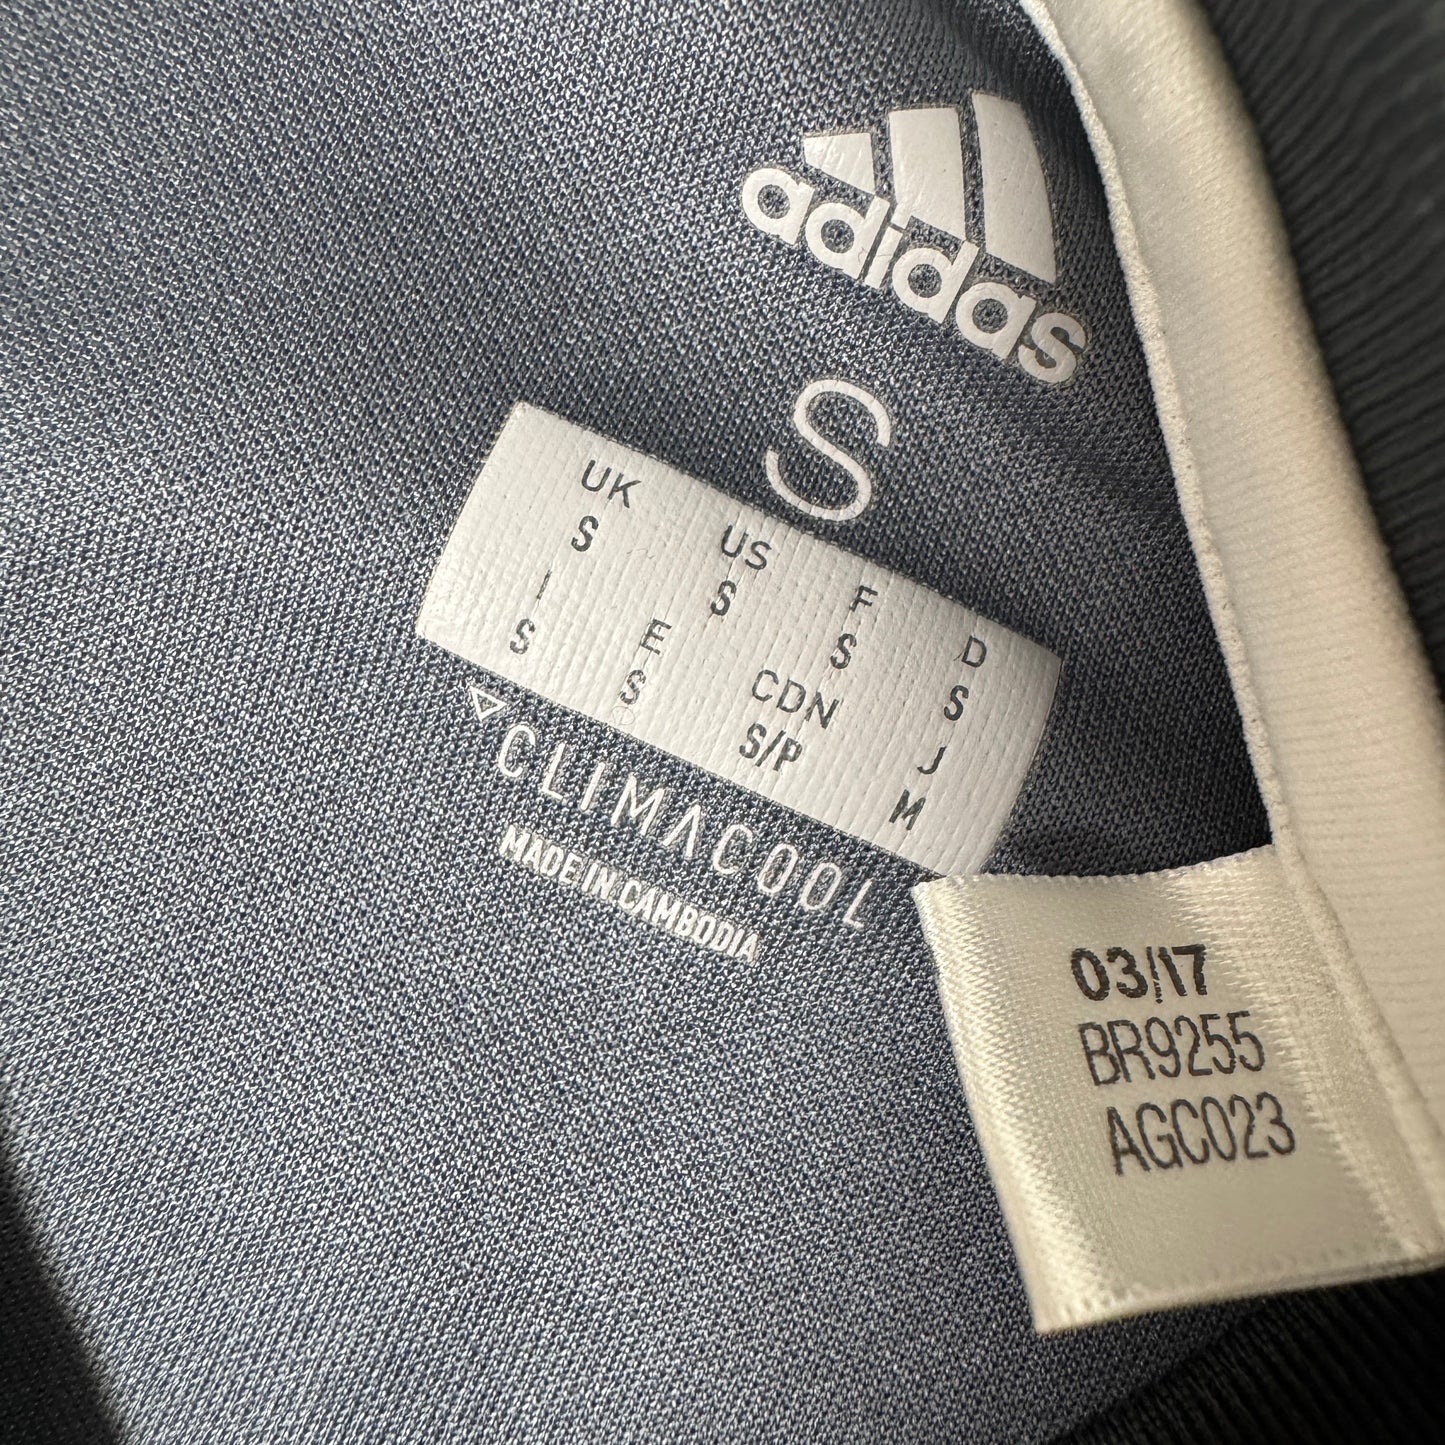 adidas
S
UK US F D
S S S S
I E CDN J
S S S/P M
CLIMACOOL
MADE IN CAMBODIA
03/17
BR9255
AGC023